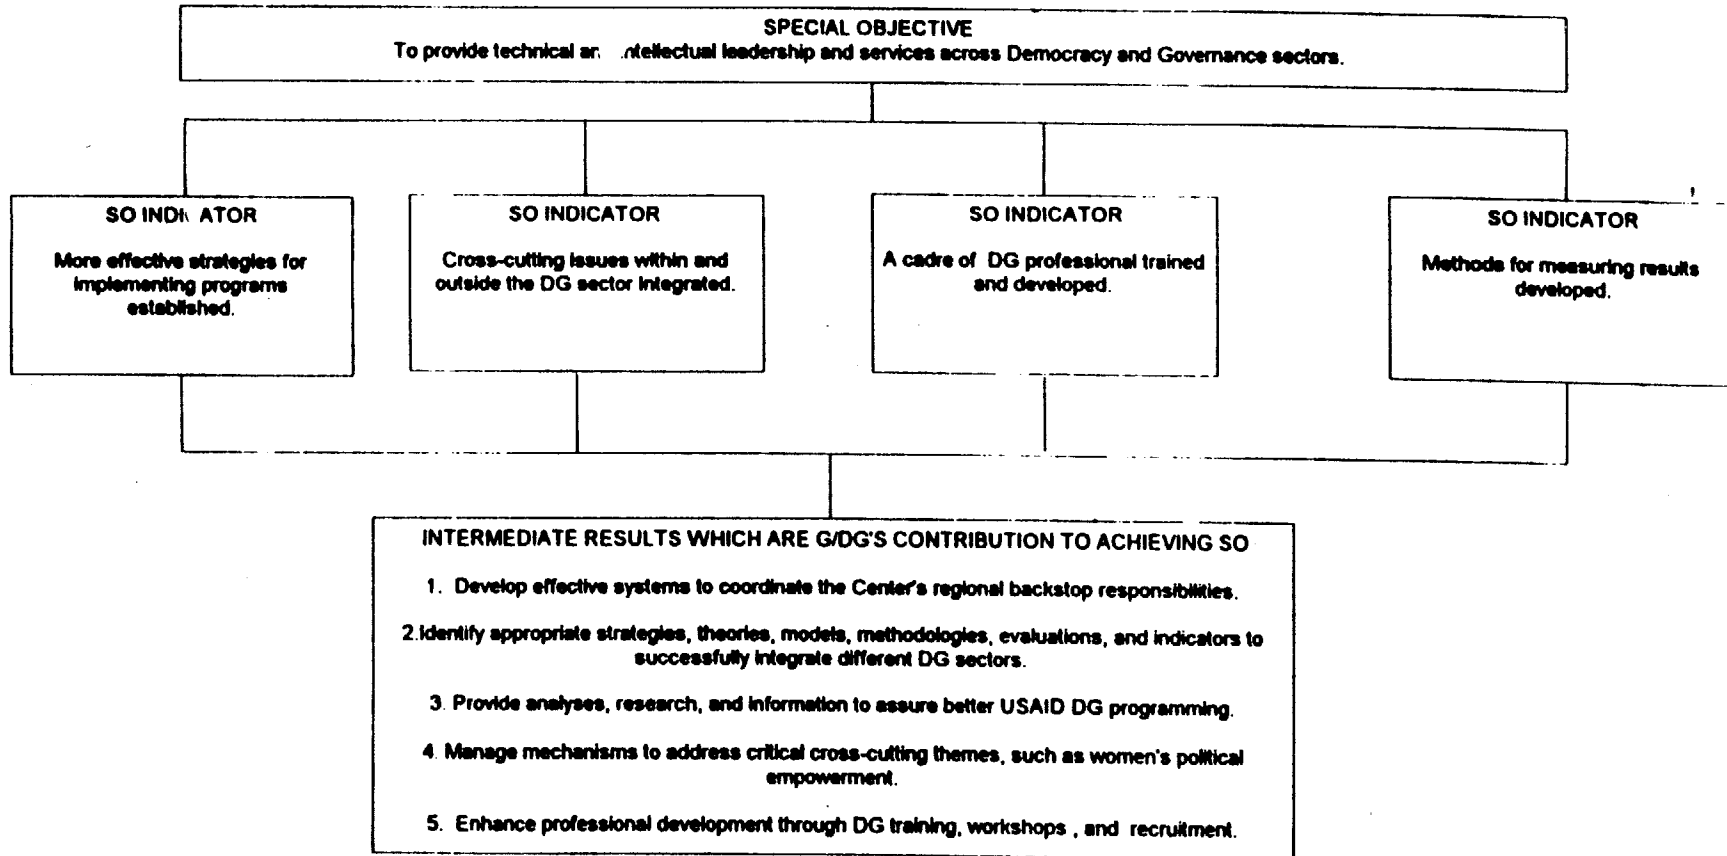 SPECIAL OBJECTIVE
To provide technical an ntellectual leadership and services across Democracy and Governance sectors.
SO INDI ATOR
More effective strategies for
implementing programs
established.
SO INDICATOR
Cross-cutting issues within and
outside the DG sector integrated.
SO INDICATOR
A cadre of DG professional trained
and developed.
SO INDICATOR
Methods for measuring results
developed.
INTERMEDIATE RESULTS WHICH ARE G/DG'S CONTRIBUTION TO ACHIEVING SO
1. Develop effective systems to coordinate the Center's regional backstop responsibilities.
2.Identify appropriate strategies, theories, models, methodologies, evaluations, and indicators to
successfully integrate different DG sectors.
3. Provide analyses, research, and information to assure better USAID DG programming.
4. Manage mechanisms to address critical cross-cutting themes, such as women's political
empowerment.
5. Enhance professional development through DG training, workshops , and recruitment.